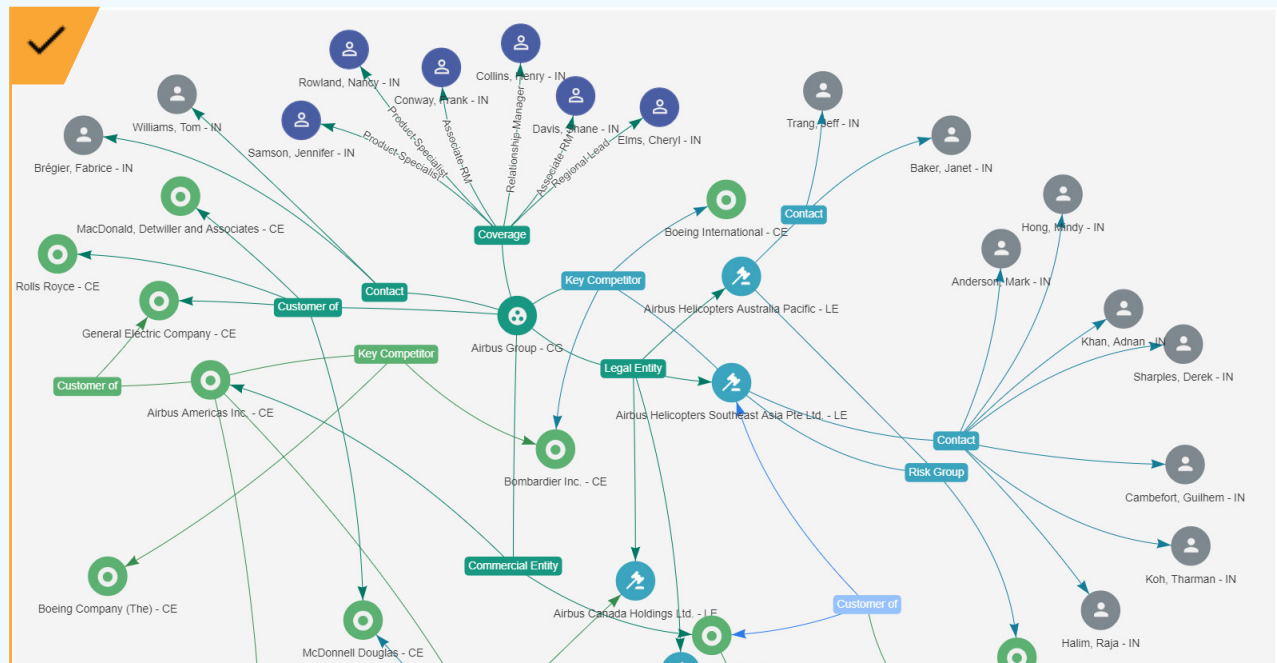 Rowland, Nancy - IN
Collins, Henry - IN
Conway, Frank - IN
Williams, Tom - IN
Samson, Jennifer - IN
Davis, Shane - IN
Elms, Cheryl - IN
Trang, Jeff - IN
Brégier, Fabrice - IN
Baker, Janet - IN
Product-Specialist
Product-Specialist
Associate-RM
Relationship-Manager
Associate-RM
Regional-Lead
MacDonald, Detwiller and Associates - CE
Coverage
Boeing International - CE
Contact
Hong, Mindy - IN
Rolls Royce - CE
Contact
Key Competitor
Anderson, Mark - IN
Customer of
General Electric Company - CE
Airbus Group - CG
Airbus Helicopters Australia Pacific - LE
Khan, Adnan - IN
Key Competitor
Legal Entity
Sharples, Derek - IN
Customer of
Airbus Americas Inc. - CE
Airbus Helicopters Southeast Asia Pte Ltd. - LE
Contact
Risk Group
Bombardier Inc. - CE
Cambefort, Guilhem - IN
Commercial Entity
Koh, Tharman - IN
Boeing Company (The) - CE
Airbus Canada Holdings Ltd. - LE
Customer of
McDonnell Douglas - CE
Halim, Raja - IN